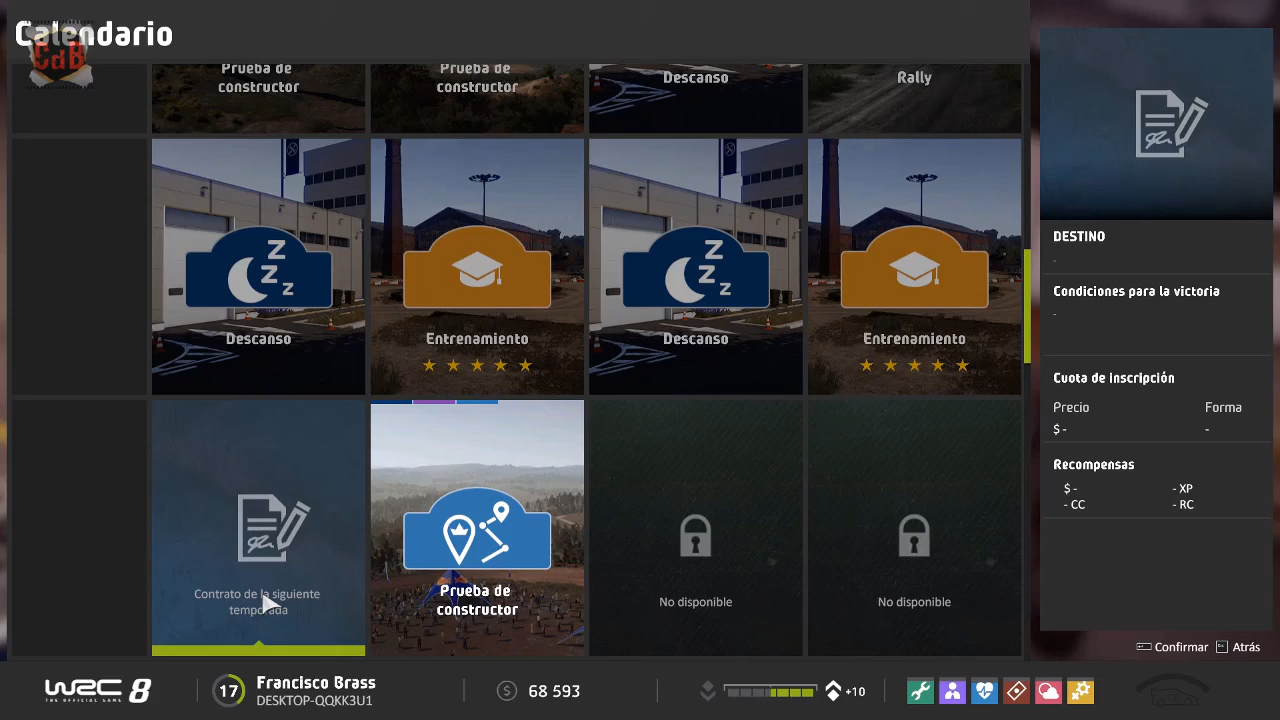 Calendario
CdB
Prueba de
constructor
Prueba de
constructor
Descanso
Rally
Descanso
Entrenamiento
Descanso
Entrenamiento
Contrato de la siguiente
temporada
Prueba de
constructor
No disponible
No disponible
DESTINO
-
Condiciones para la victoria
-
Cuota de inscripción
Precio Forma
$ - -
Recompensas
$ - - XP
- CC - RC
Confirmar Atrás
WRC 8
THE OFFICIAL GAME
17
Francisco Brass
DESKTOP-QQKK3U1
$ 68 593
+10